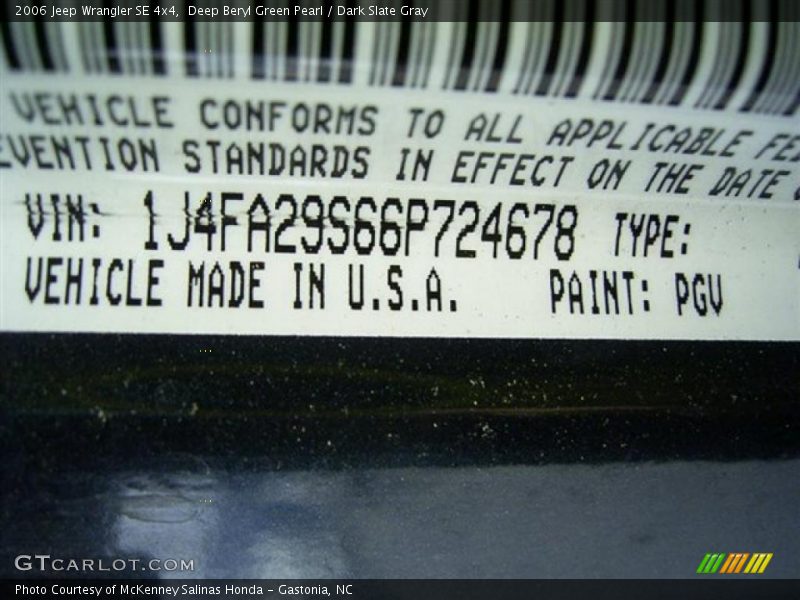 2006 Jeep Wrangler SE 4x4, Deep Beryl Green Pearl / Dark Slate Gray
VEHICLE CONFORMS TO ALL APPLICABLE FE
EVENTION STANDARDS IN EFFECT ON THE DATE
VIN: 1J4FA29S66P724678 TYPE:
VEHICLE MADE IN U.S.A. PAINT: PGV
GTCARLOT.COM
Photo Courtesy of McKenney Salinas Honda - Gastonia, NC